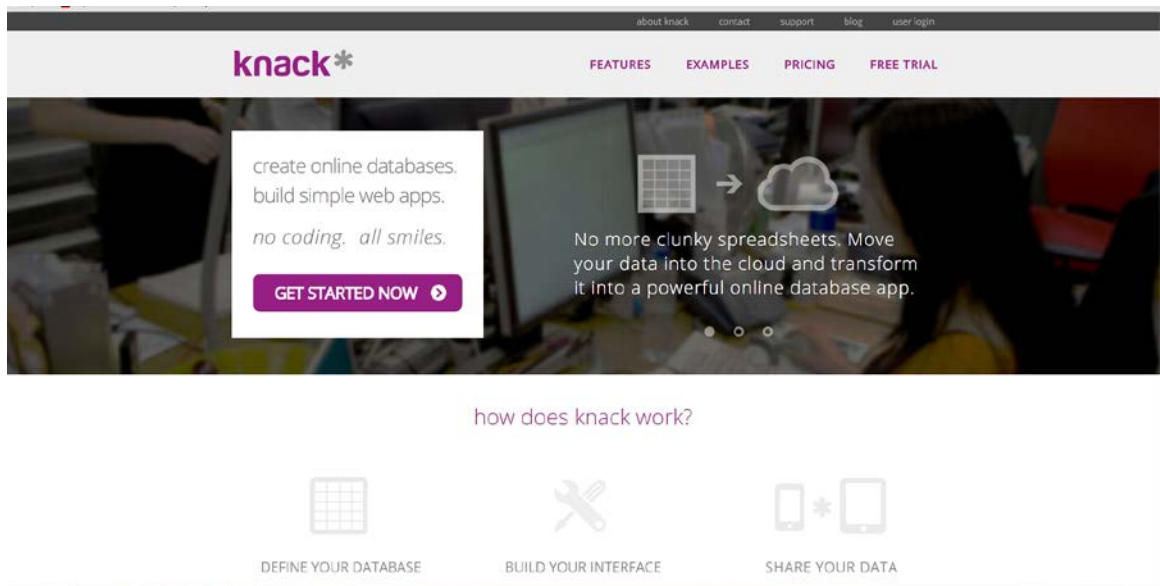 about knack contact support blog user login
knack*
FEATURES EXAMPLES PRICING FREE TRIAL
create online databases.
build simple web apps.
no coding. all smiles.
GET STARTED NOW
No more clunky spreadsheets. Move
your data into the cloud and transform
it into a powerful online database app.
how does knack work?
DEFINE YOUR DATABASE BUILD YOUR INTERFACE SHARE YOUR DATA